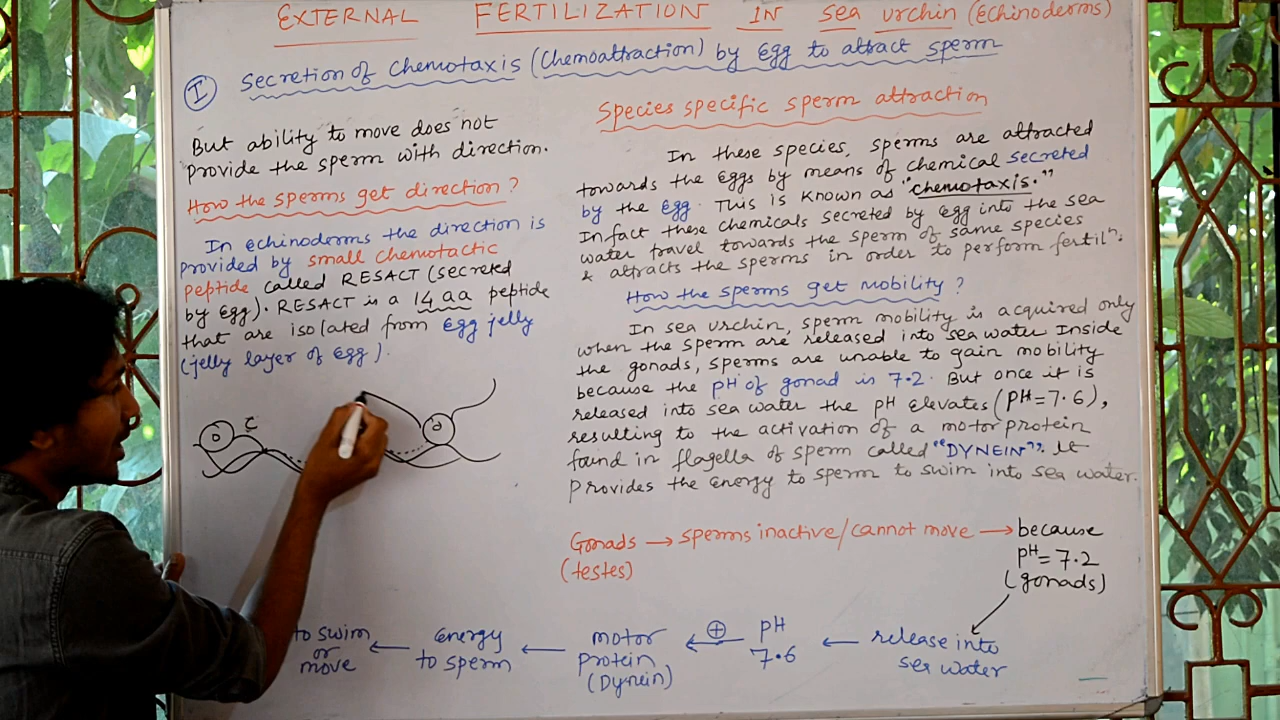 EXTERNAL FERTILIZATION IN Sea urchin (echinoderms)
I Secretion of Chemotaxis (Chemoattraction) by Egg to attract sperm
But ability to move does not
provide the sperm with direction.
How the sperms get direction ?
In echinoderms the direction is
provided by small chemotactic
peptide called RESACT (secreted
by Egg). RESACT is a 14 aa peptide
that are isolated from Egg jelly
(jelly layer of Egg).
Species specific sperm attraction
In these species, sperms are attracted
towards the Eggs by means of chemical secreted
by the Egg. This is known as "chemotaxis."
Infact these chemicals secreted by egg into the sea
water travel towards the sperm of same species
& attracts the sperms in order to perform fertilⁿ.
How the sperms get mobility ?
In sea urchin, sperm mobility is acquired only
when the sperm are released into sea water Inside
the gonads, sperms are unable to gain mobility
because the pH of gonad is 7.2. But once it is
released into sea water the pH elevates (pH=7.6),
resulting to the activation of a motor protein
found in flagella of sperm called "DYNEIN". It
provides the energy to sperm to swim into sea water.
Gonads → sperms inactive/cannot move → because
(testes)
pH=7.2
(gonads)
release into
sea water
← pH
7.6
← ⊕
motor
protein
(Dynein)
← energy
to sperm
← to swim
or
move